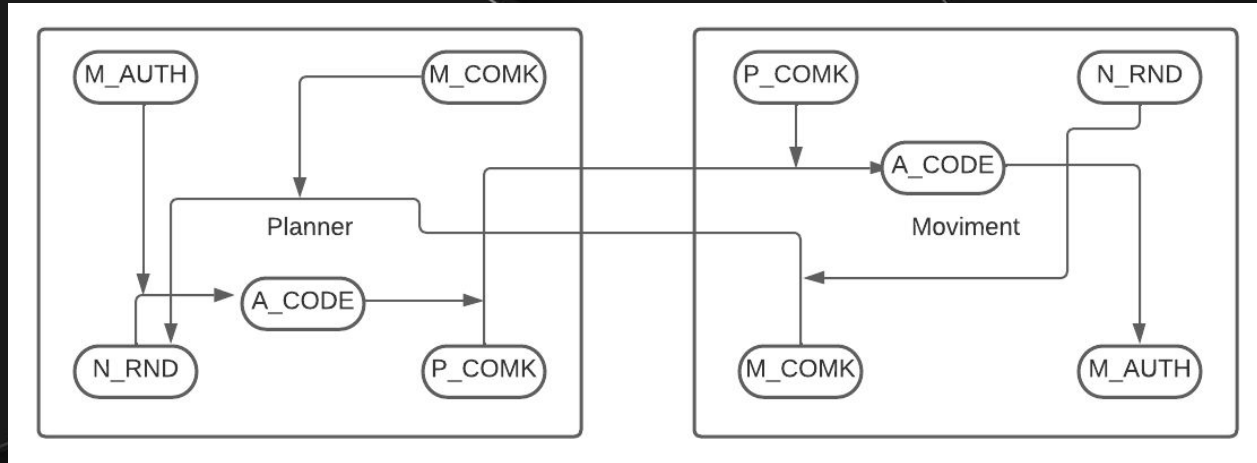 M_AUTH
M_COMK
Planner
A_CODE
N_RND
P_COMK
P_COMK
N_RND
A_CODE
Moviment
M_COMK
M_AUTH